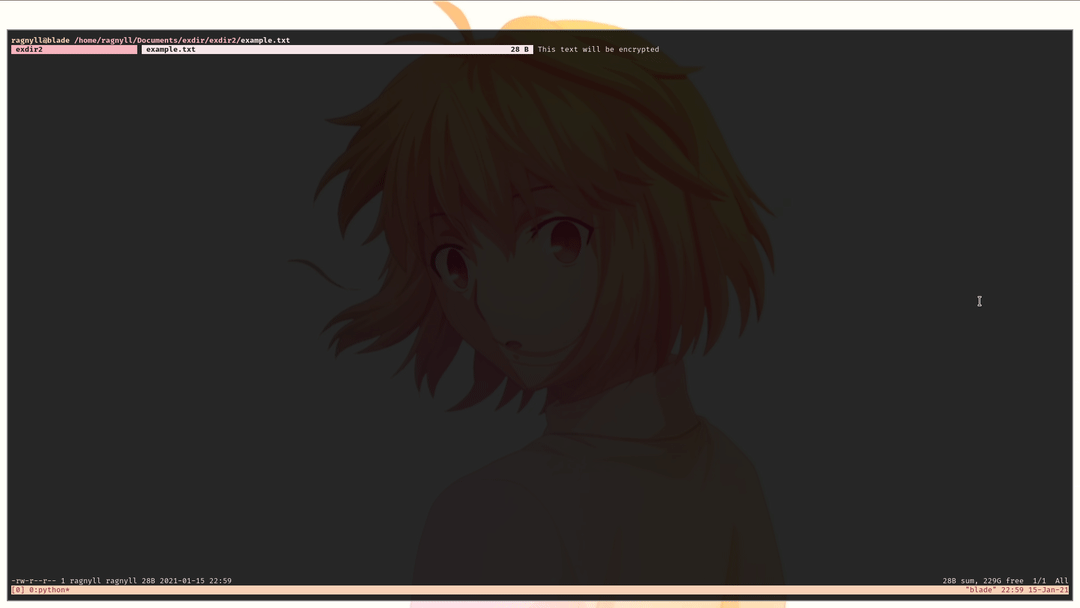 ragnyll@blade /home/ragnyll/Documents/exdir/exdir2/example.txt
exdir2 example.txt 28 B This text will be encrypted
-rw-r--r-- 1 ragnyll ragnyll 28B 2021-01-15 22:59 28B sum, 229G free 1/1 All
[0] 0:python* "blade" 22:59 15-Jan-21